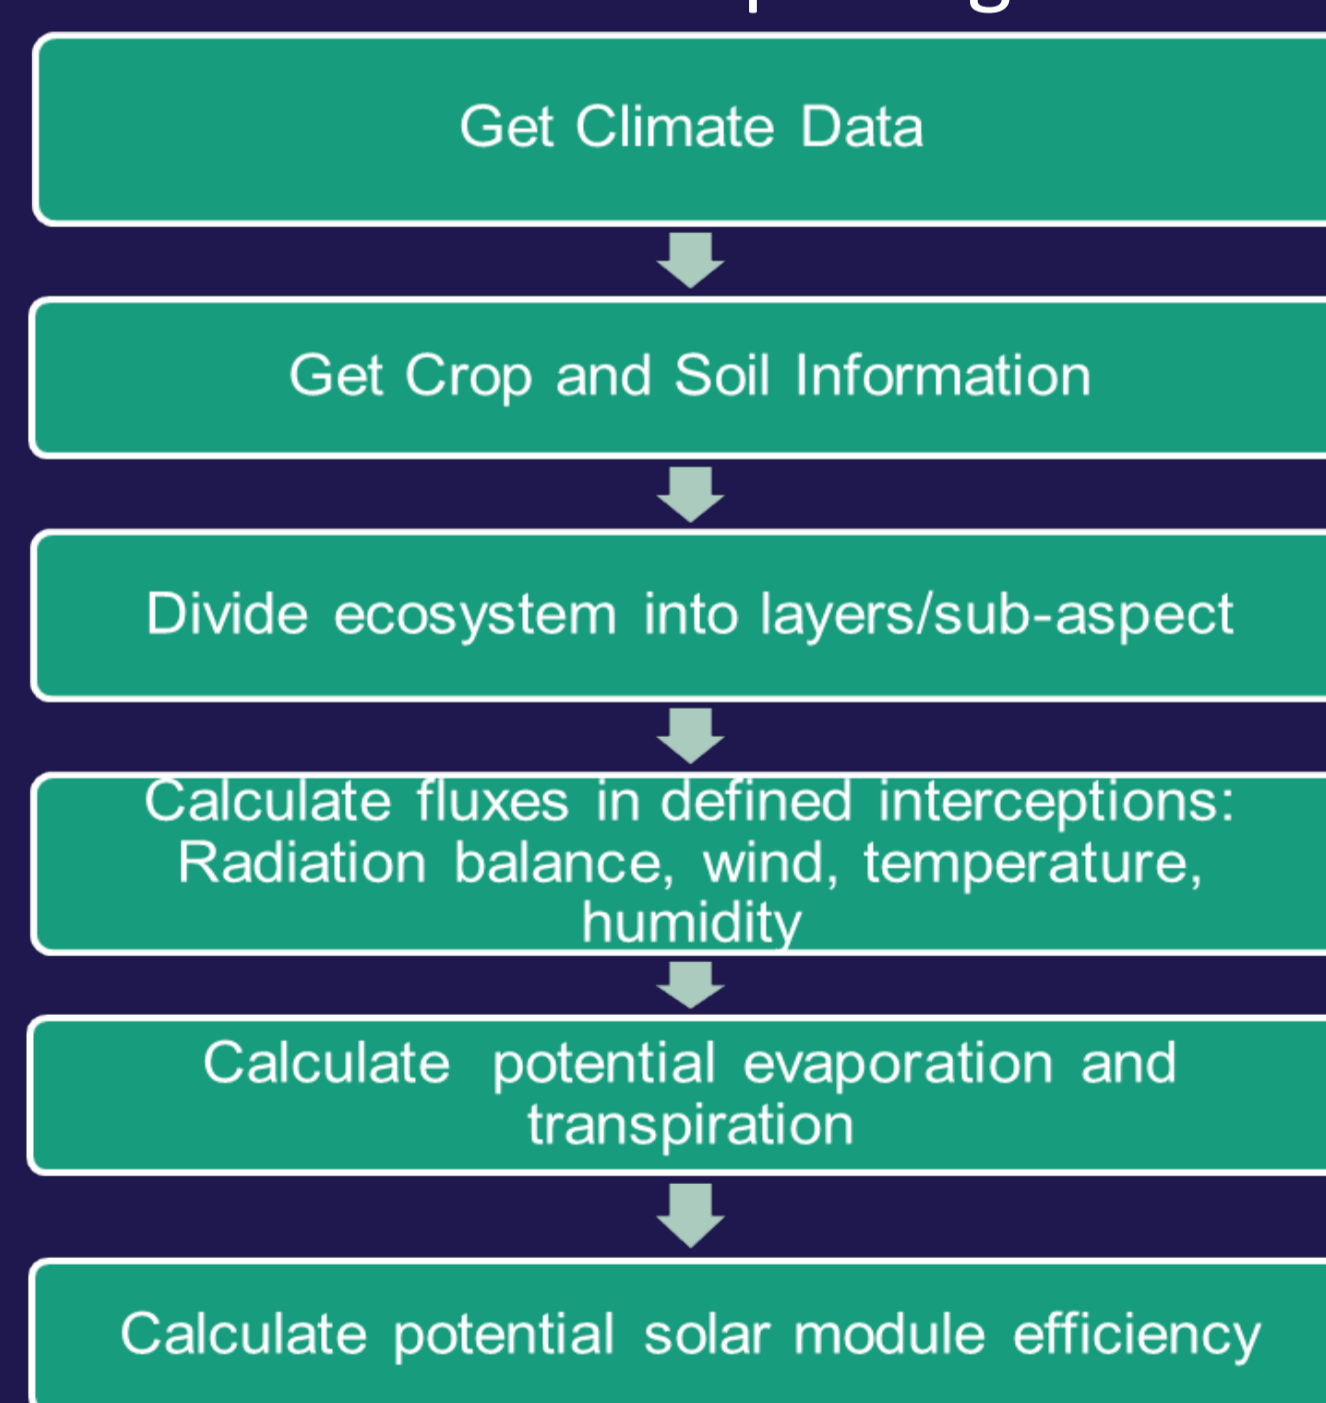 Get Climate Data
Get Crop and Soil Information
Divide ecosystem into layers/sub-aspect
Calculate fluxes in defined interceptions:
Radiation balance, wind, temperature,
humidity
Calculate potential evaporation and
transpiration
Calculate potential solar module efficiency